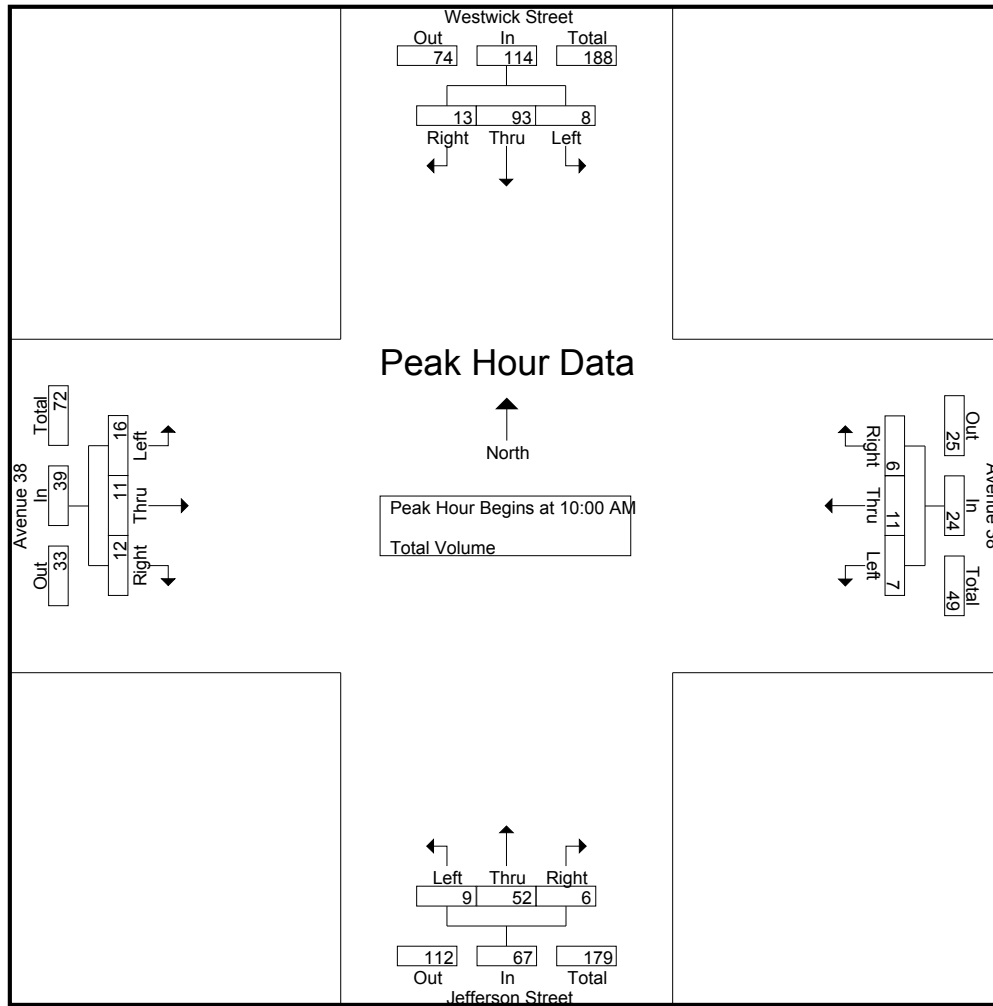 Westwick Street
Out In Total
74 114 188
13 93 8
Right Thru Left
Peak Hour Data
North
Peak Hour Begins at 10:00 AM
Total Volume
Avenue 38
Total In Out
72 39 33
16 11 12
Left Thru Right
Avenue 38
Out In Total
25 24 49
6 11 7
Right Thru Left
Left Thru Right
9 52 6
112 67 179
Out In Total
Jefferson Street